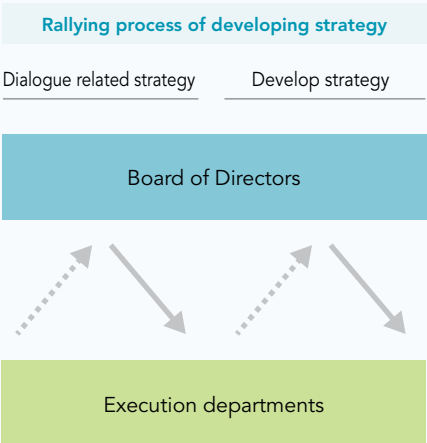 Rallying process of developing strategy
Dialogue related strategy
Develop strategy
Board of Directors
Execution departments